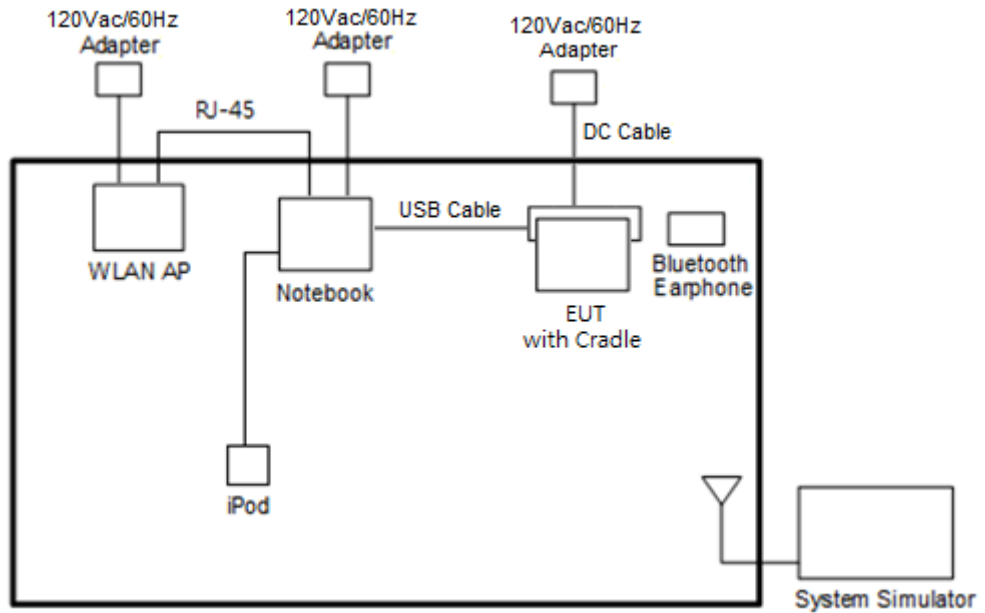 120Vac/60Hz
Adapter
120Vac/60Hz
Adapter
120Vac/60Hz
Adapter
RJ-45
DC Cable
USB Cable
WLAN AP
Notebook
EUT
with Cradle
Bluetooth
Earphone
iPod
System Simulator